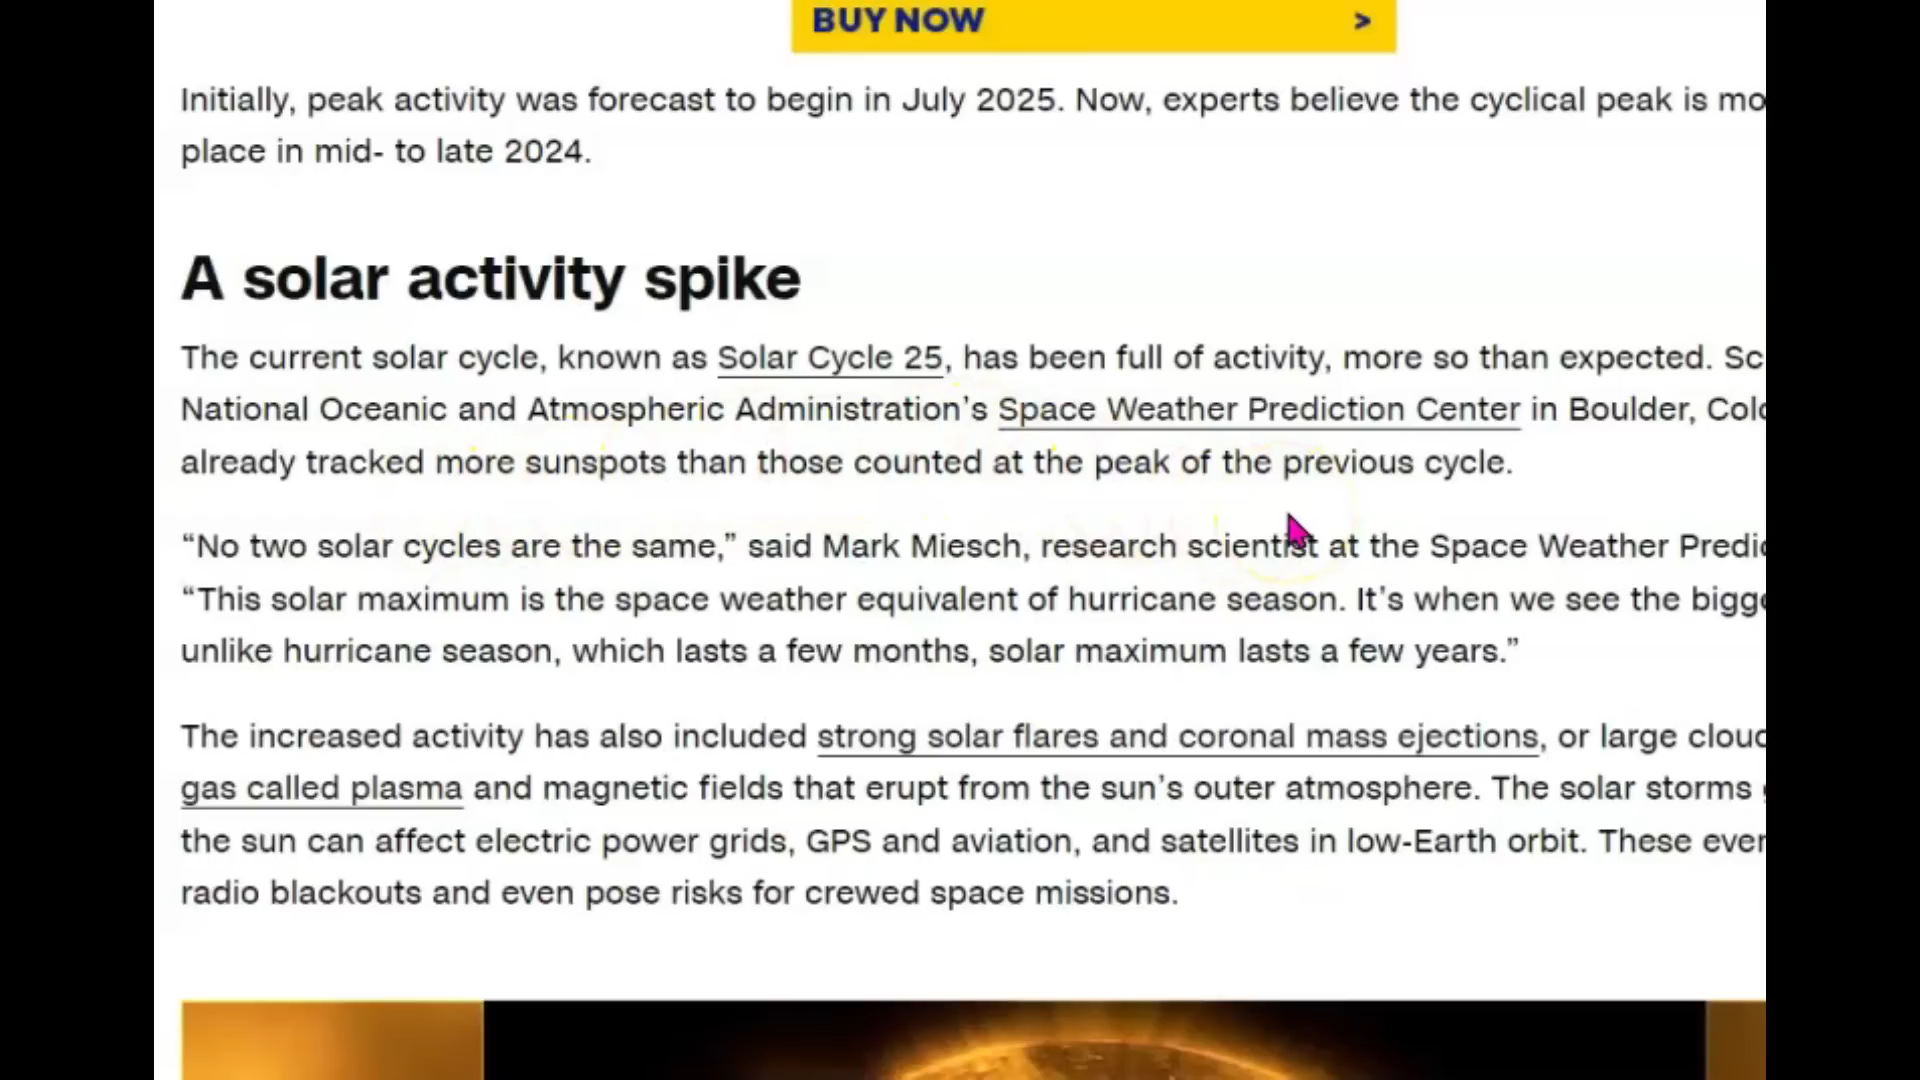 BUY NOW >
Initially, peak activity was forecast to begin in July 2025. Now, experts believe the cyclical peak is
place in mid- to late 2024.
A solar activity spike
The current solar cycle, known as Solar Cycle 25, has been full of activity, more so than expected.
National Oceanic and Atmospheric Administration’s Space Weather Prediction Center in Boulder,
already tracked more sunspots than those counted at the peak of the previous cycle.
“No two solar cycles are the same,” said Mark Miesch, research scientist at the Space Weather
“This solar maximum is the space weather equivalent of hurricane season. It’s when we see the
unlike hurricane season, which lasts a few months, solar maximum lasts a few years.”
The increased activity has also included strong solar flares and coronal mass ejections, or large
gas called plasma and magnetic fields that erupt from the sun’s outer atmosphere. The solar storms
the sun can affect electric power grids, GPS and aviation, and satellites in low-Earth orbit. These
radio blackouts and even pose risks for crewed space missions.